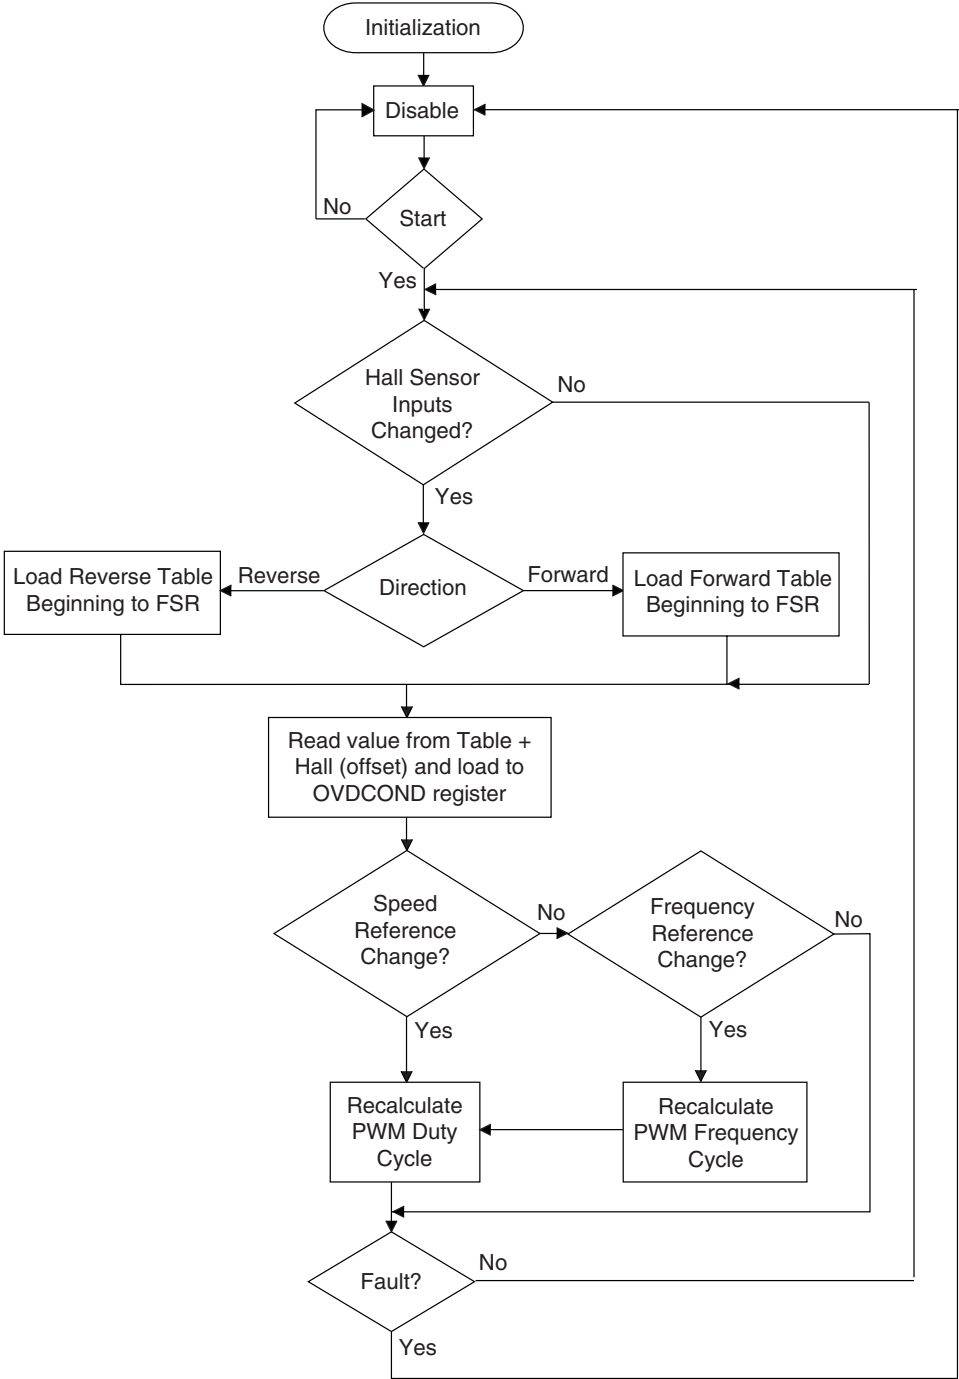 Initialization
Disable
No
Start
Yes
Hall Sensor
Inputs
Changed?
No
Yes
Load Reverse Table
Beginning to FSR
Reverse
Direction
Forward
Load Forward Table
Beginning to FSR
Read value from Table +
Hall (offset) and load to
OVDCOND register
Speed
Reference
Change?
No
Frequency
Reference
Change?
No
Yes
Yes
Recalculate
PWM Duty
Cycle
Recalculate
PWM Frequency
Cycle
Fault?
No
Yes